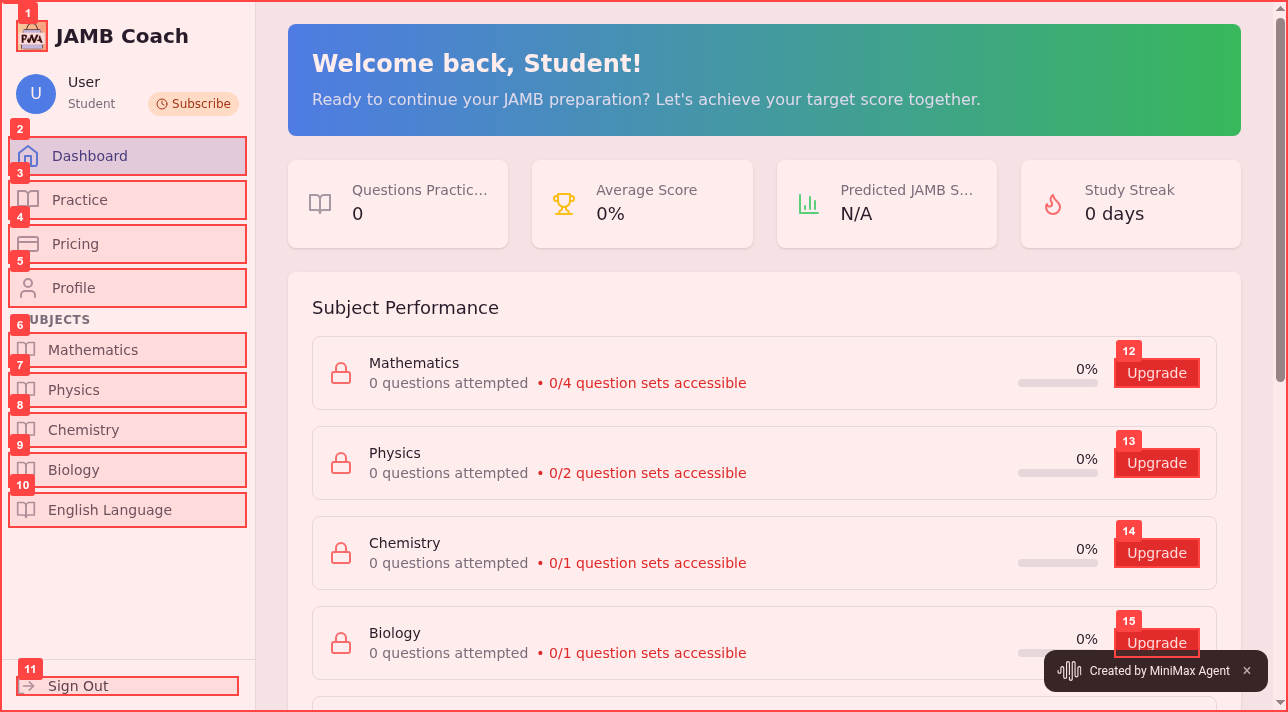 1
PWA
JAMB Coach
U
User
Student
Subscribe
2
Dashboard
3
Practice
4
Pricing
5
Profile
UBJECTS
6
Mathematics
7
Physics
8
Chemistry
9
Biology
10
English Language
11
Sign Out
Welcome back, Student!
Ready to continue your JAMB preparation? Let's achieve your target score together.
Questions Practic...
0
Average Score
0%
Predicted JAMB S...
N/A
Study Streak
0 days
Subject Performance
Mathematics
0 questions attempted • 0/4 question sets accessible
0%
12
Upgrade
Physics
0 questions attempted • 0/2 question sets accessible
0%
13
Upgrade
Chemistry
0 questions attempted • 0/1 question sets accessible
0%
14
Upgrade
Biology
0 questions attempted • 0/1 question sets accessible
0%
15
Upgrade
Created by MiniMax Agent ×